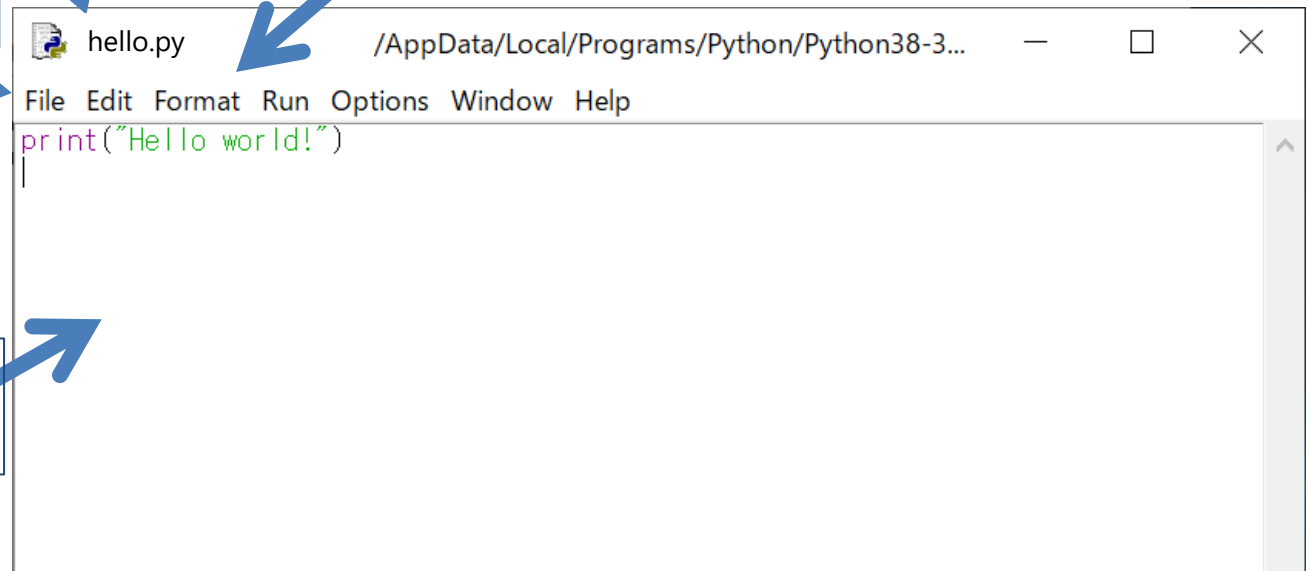 hello.py /AppData/Local/Programs/Python/Python38-3...
File Edit Format Run Options Window Help
print("Hello world!")